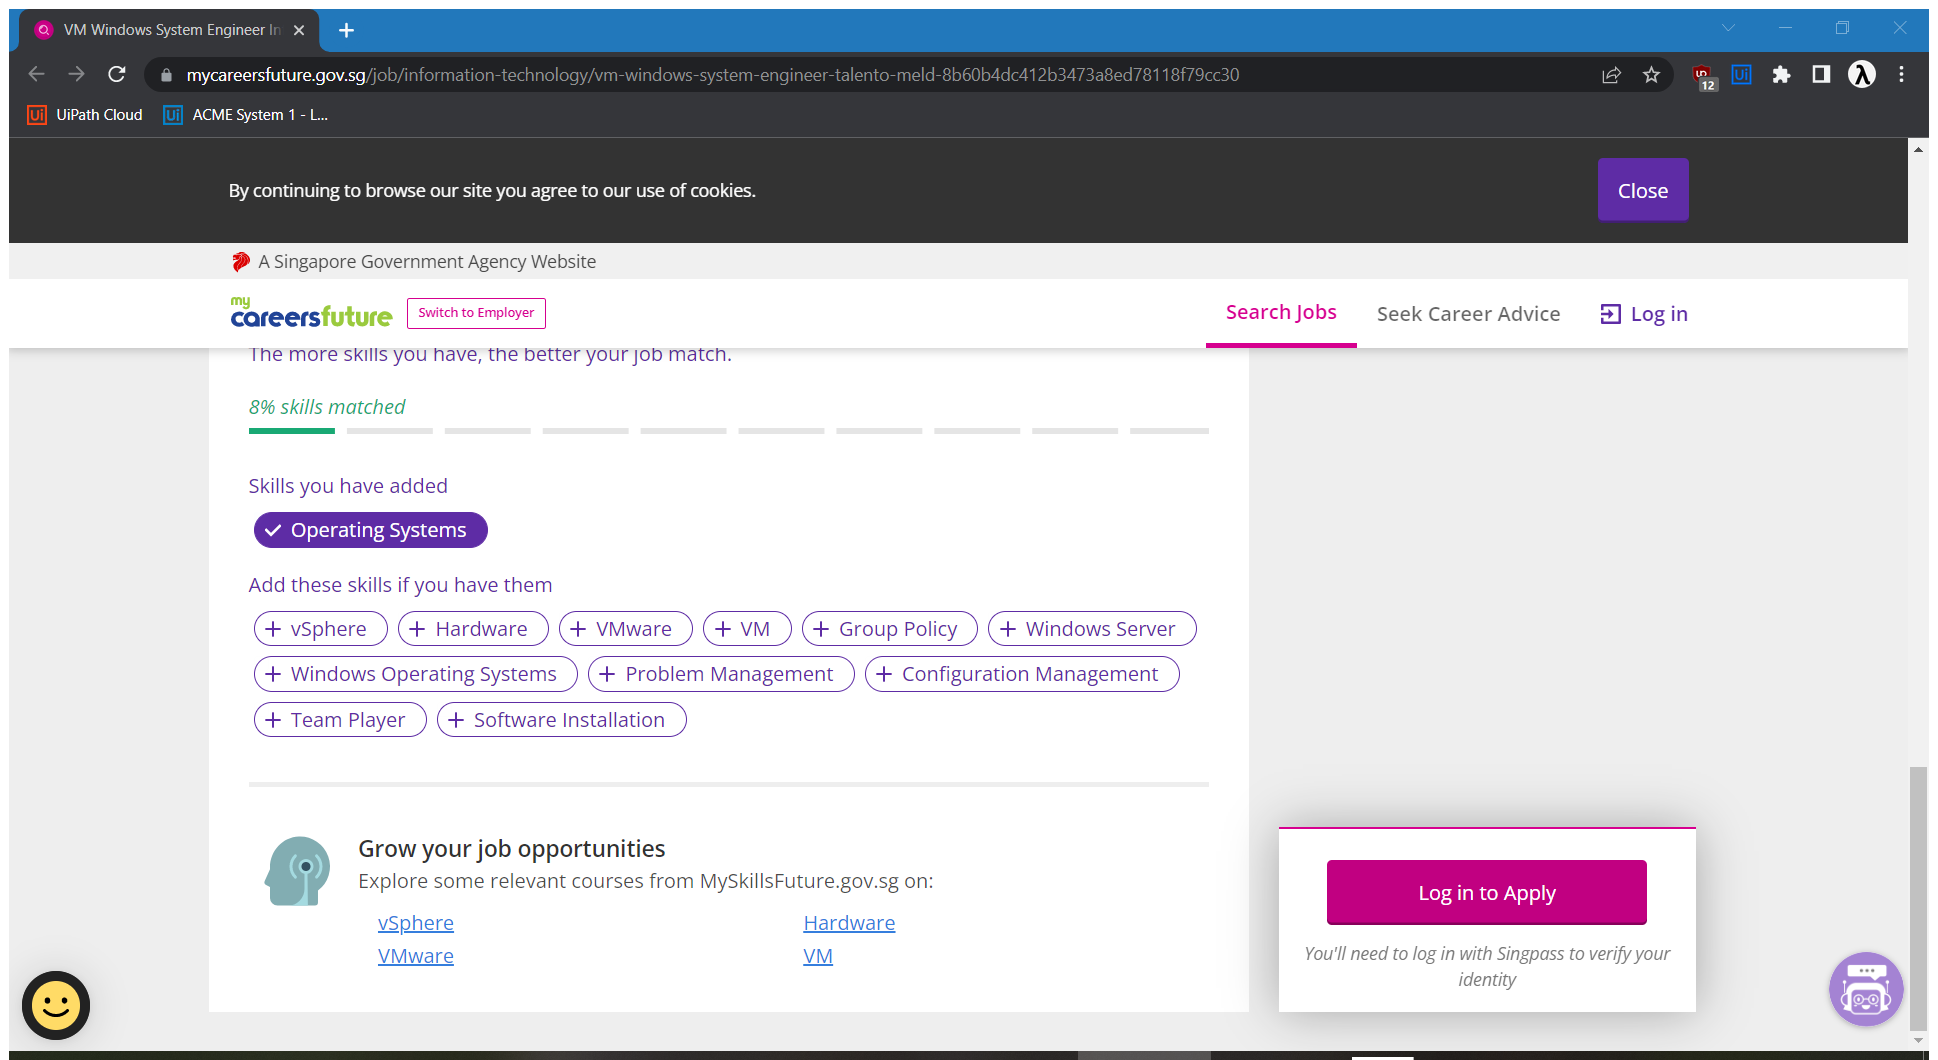 VM Windows System Engineer In
mycareersfuture.gov.sg/job/information-technology/vm-windows-system-engineer-talento-meld-8b60b4dc412b3473a8ed78118f79cc30
12
Ui
Ui UiPath Cloud
Ui ACME System 1 - L...
By continuing to browse our site you agree to our use of cookies.
Close
A Singapore Government Agency Website
my
careersfuture
Switch to Employer
Search Jobs
Seek Career Advice
Log in
The more skills you have, the better your job match.
8% skills matched
Skills you have added
Operating Systems
Add these skills if you have them
+ vSphere + Hardware + VMware + VM + Group Policy + Windows Server
+ Windows Operating Systems + Problem Management + Configuration Management
+ Team Player + Software Installation
Grow your job opportunities
Explore some relevant courses from MySkillsFuture.gov.sg on:
vSphere Hardware
VMware VM
Log in to Apply
You'll need to log in with Singpass to verify your
identity